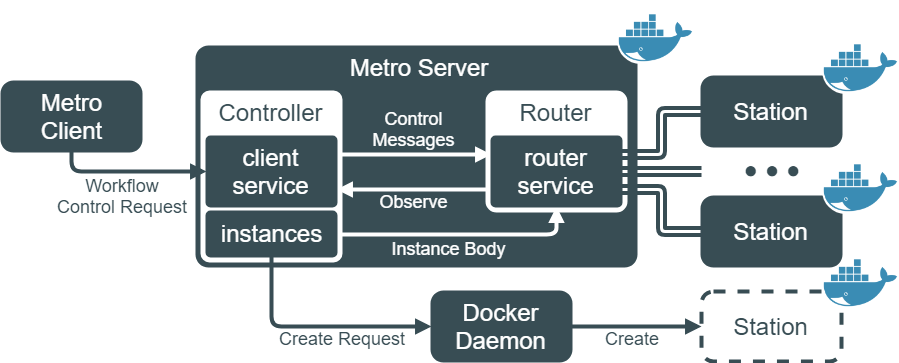 Metro Server
Metro
Client
Controller
Control
Messages
Router
Station
client
service
router
service
Workflow
Control Request
Observe
instances
Instance Body
Station
Create Request
Docker
Daemon
Create
Station